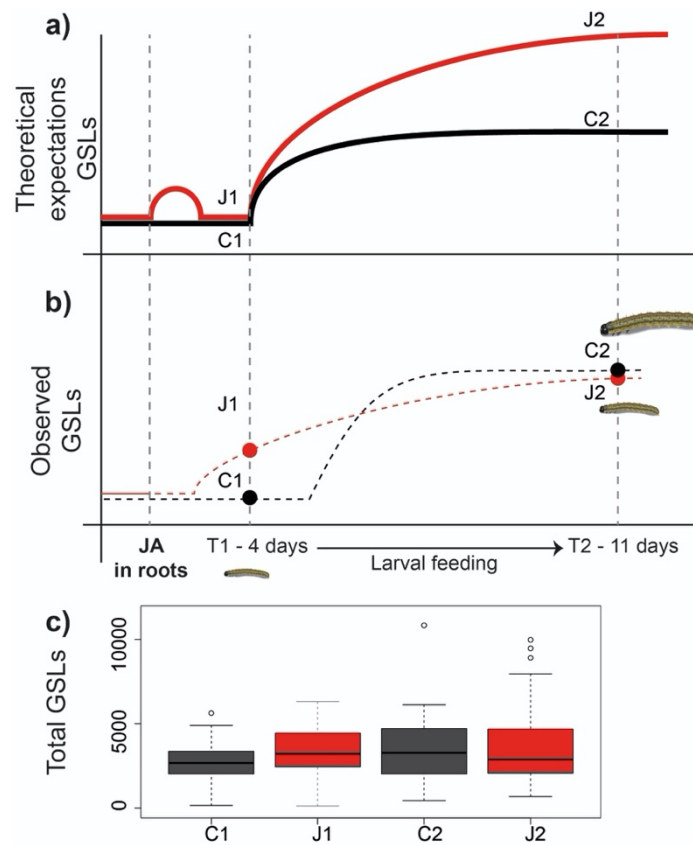 a)
Theoretical
expectations
GSLs
J2
C2
J1
C1
b)
Observed
GSLs
C2
J1
J2
C1
JA
in roots
T1 - 4 days
Larval feeding
T2 - 11 days
c)
Total GSLs
10000
5000
0
C1 J1 C2 J2